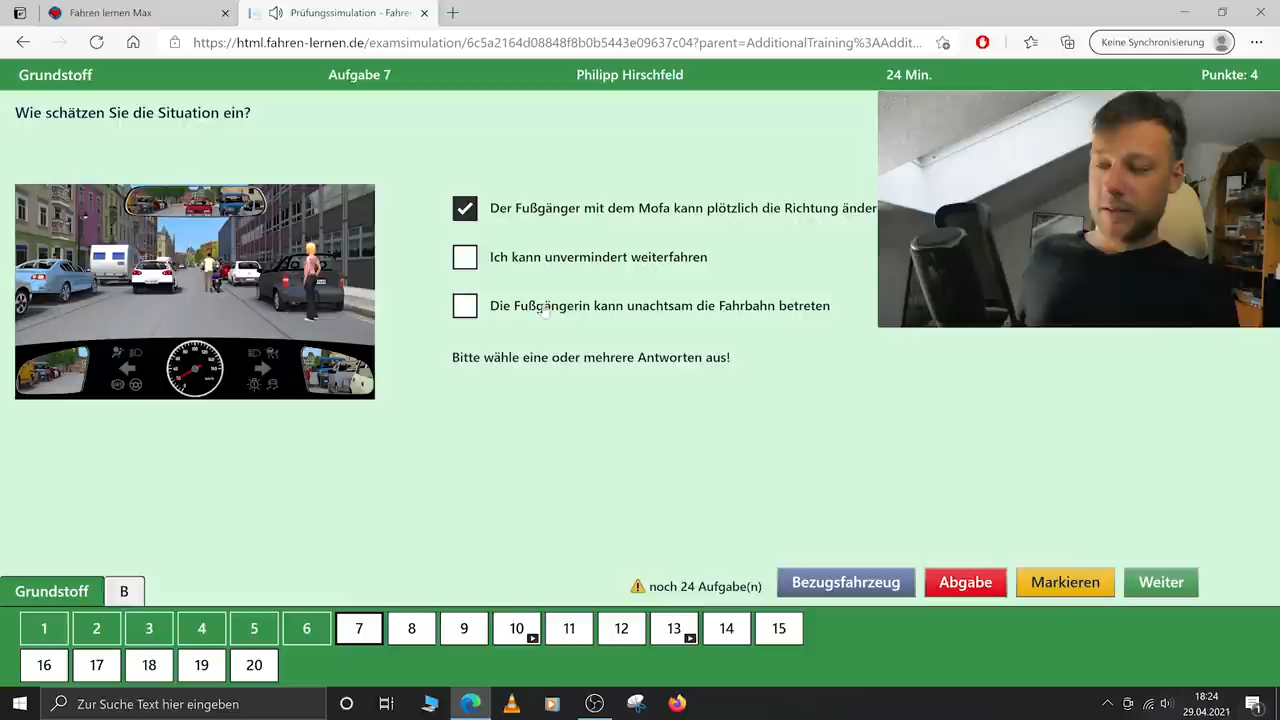 Fahren lernen Max
Prüfungssimulation - Fahre
https://html.fahren-lernen.de/examsimulation/6c5a2164d08848f8b0b5443e09637c04?parent=AdditionalTraining%3AAddit...
Keine Synchronisierung
Grundstoff
Aufgabe 7
Philipp Hirschfeld
24 Min.
Punkte: 4
Wie schätzen Sie die Situation ein?
Der Fußgänger mit dem Mofa kann plötzlich die Richtung änder
Ich kann unvermindert weiterfahren
Die Fußgängerin kann unachtsam die Fahrbahn betreten
Bitte wähle eine oder mehrere Antworten aus!
Grundstoff
B
noch 24 Aufgabe(n)
Bezugsfahrzeug
Abgabe
Markieren
Weiter
1 2 3 4 5 6 7 8 9 10 11 12 13 14 15
16 17 18 19 20
Zur Suche Text hier eingeben
18:24
29.04.2021